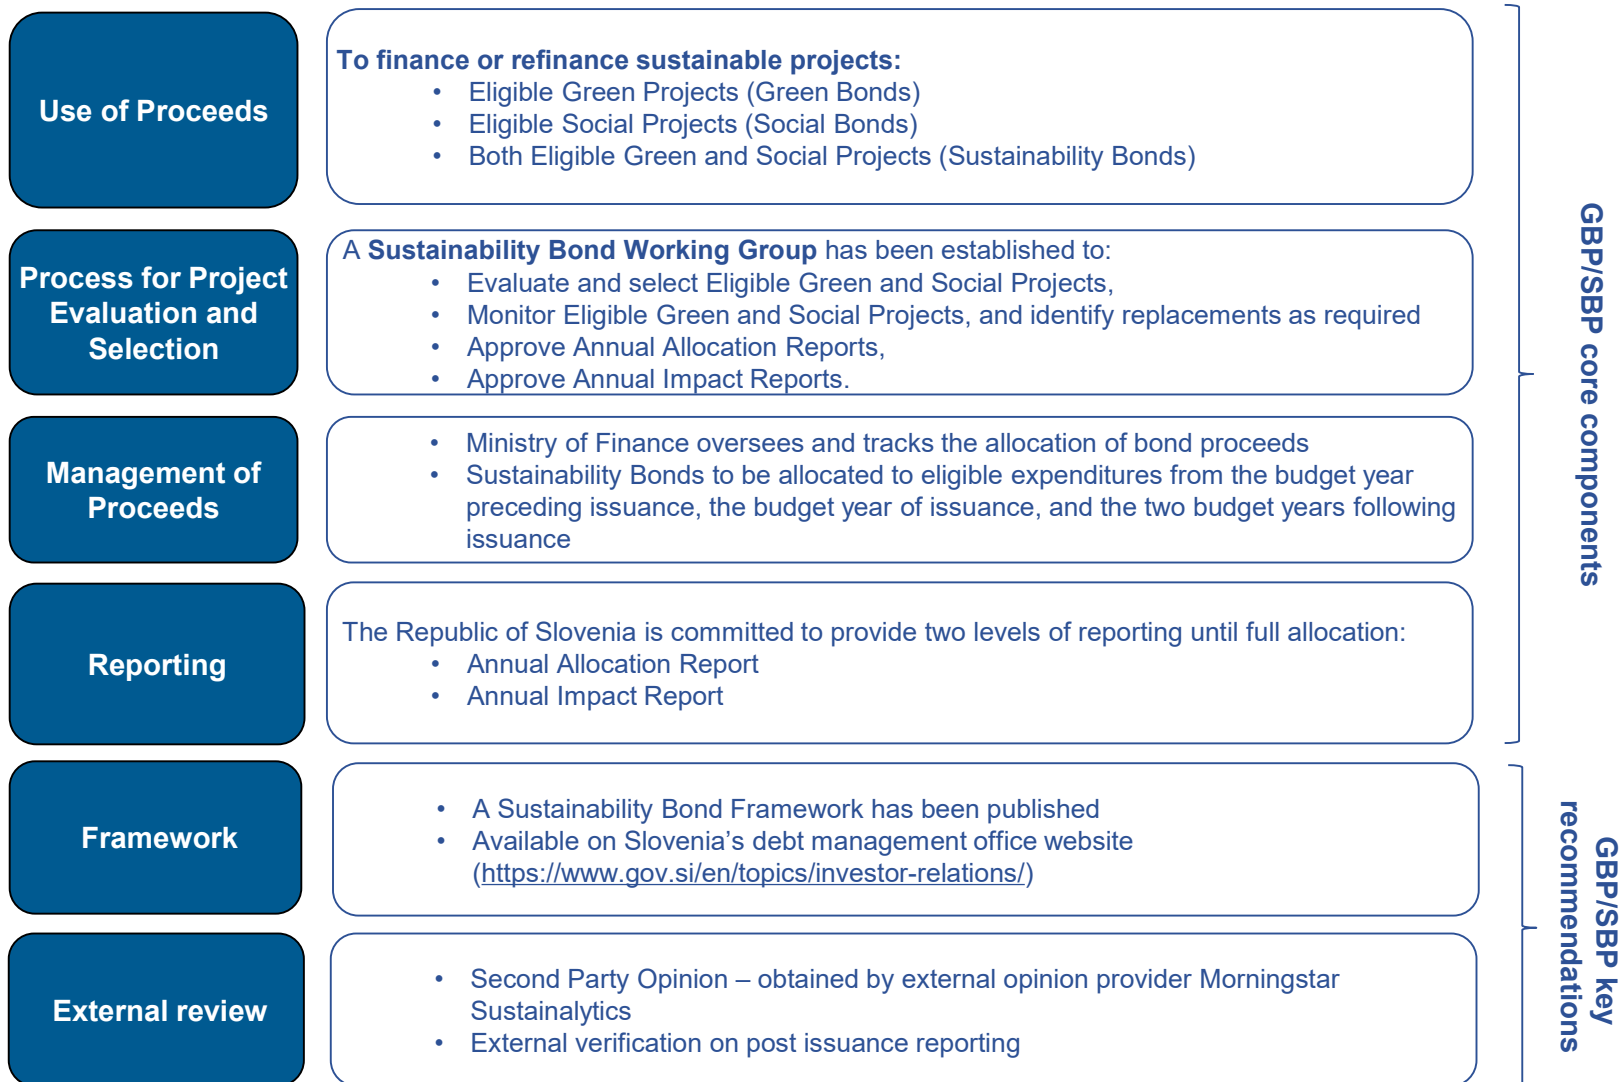 Use of Proceeds
To finance or refinance sustainable projects:
• Eligible Green Projects (Green Bonds)
• Eligible Social Projects (Social Bonds)
• Both Eligible Green and Social Projects (Sustainability Bonds)
Process for Project
Evaluation and
Selection
A Sustainability Bond Working Group has been established to:
• Evaluate and select Eligible Green and Social Projects,
• Monitor Eligible Green and Social Projects, and identify replacements as required
• Approve Annual Allocation Reports,
• Approve Annual Impact Reports.
Management of
Proceeds
• Ministry of Finance oversees and tracks the allocation of bond proceeds
• Sustainability Bonds to be allocated to eligible expenditures from the budget year
preceding issuance, the budget year of issuance, and the two budget years following
issuance
Reporting
The Republic of Slovenia is committed to provide two levels of reporting until full allocation:
• Annual Allocation Report
• Annual Impact Report
GBP/SBP core components
Framework
• A Sustainability Bond Framework has been published
• Available on Slovenia’s debt management office website
(https://www.gov.si/en/topics/investor-relations/)
External review
• Second Party Opinion – obtained by external opinion provider Morningstar
Sustainalytics
• External verification on post issuance reporting
GBP/SBP key
recommendations